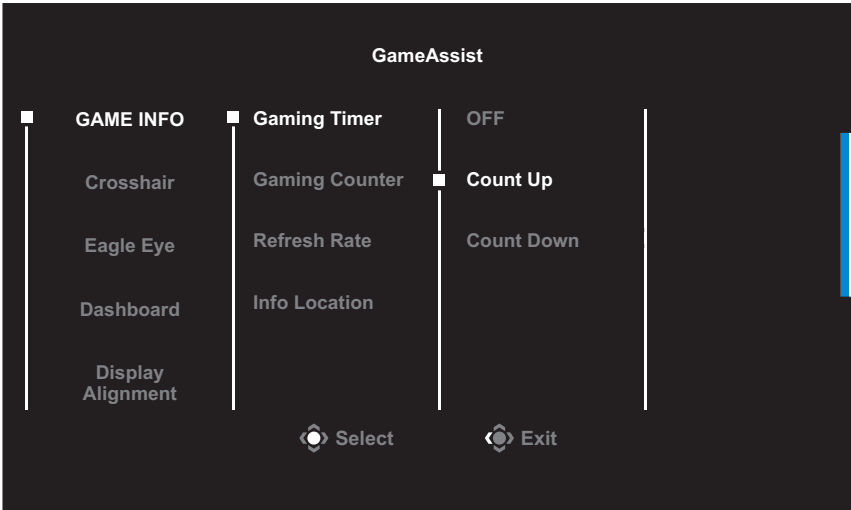 GameAssist
GAME INFO
Crosshair
Eagle Eye
Dashboard
Display
Alignment
Gaming Timer
Gaming Counter
Refresh Rate
Info Location
OFF
Count Up
Count Down
Select
Exit